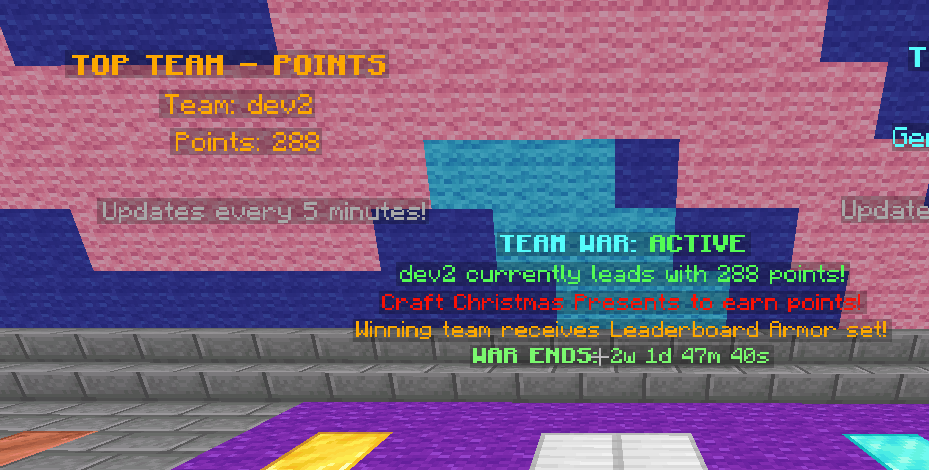 TOP TEAM - POINTS
Team: dev2
Points: 288
Updates every 5 minutes!
TEAM WAR: ACTIVE
dev2 currently leads with 288 points!
Craft Christmas Presents to earn points!
Winning team receives Leaderboard Armor set!
WAR ENDS: 2w 1d 47m 40s